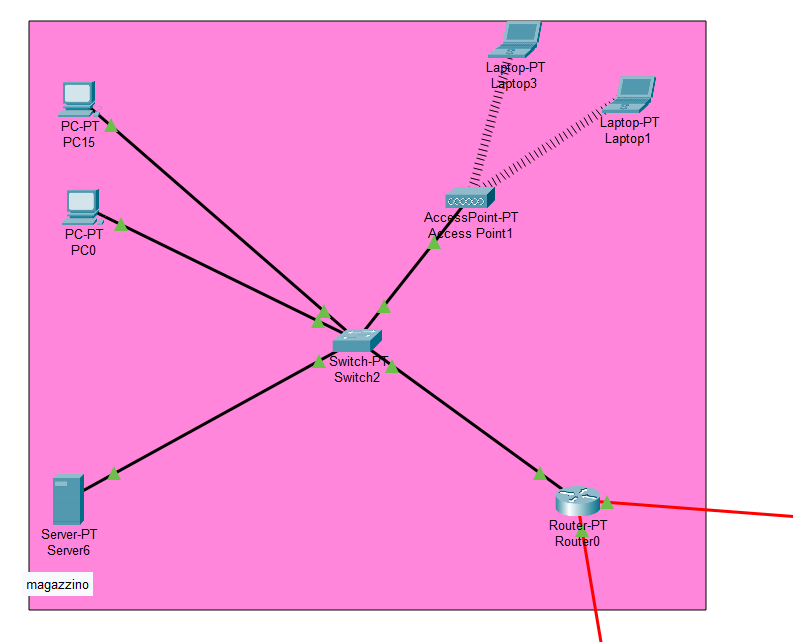 Laptop-PT
Laptop3
Laptop-PT
Laptop1
PC-PT
PC15
AccessPoint-PT
Access Point1
PC-PT
PC0
Switch-PT
Switch2
Server-PT
Server6
Router-PT
Router0
magazzino